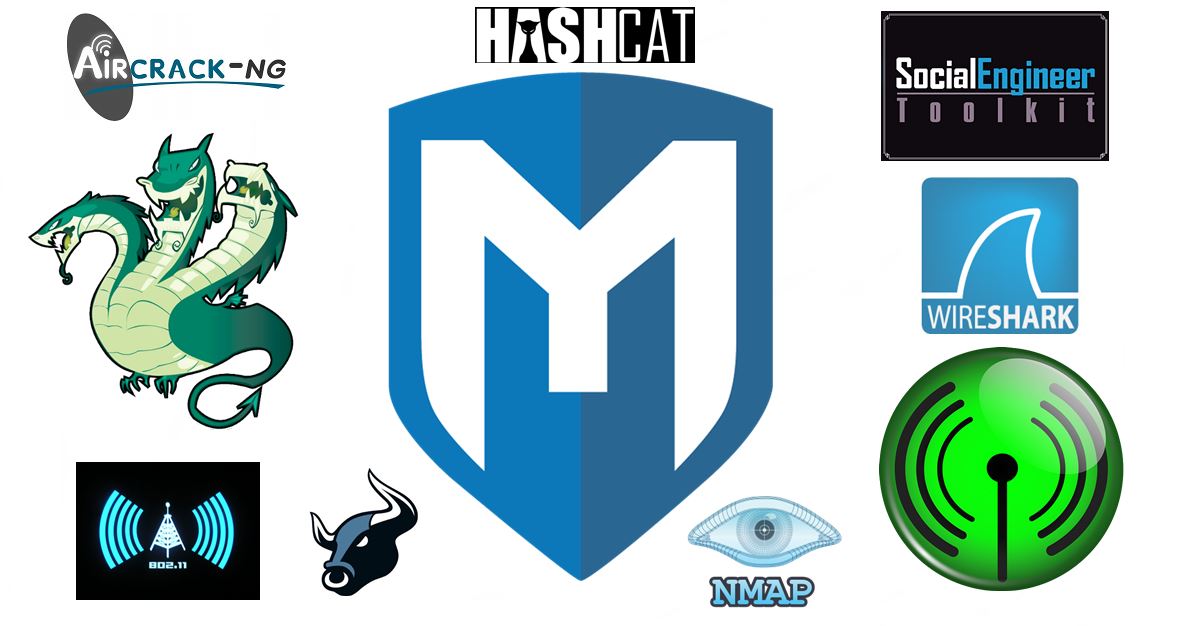 HASHCAT
AIRCRACK-NG
SocialEngineer
Toolkit
M
WIRESHARK
802.11
NMAP